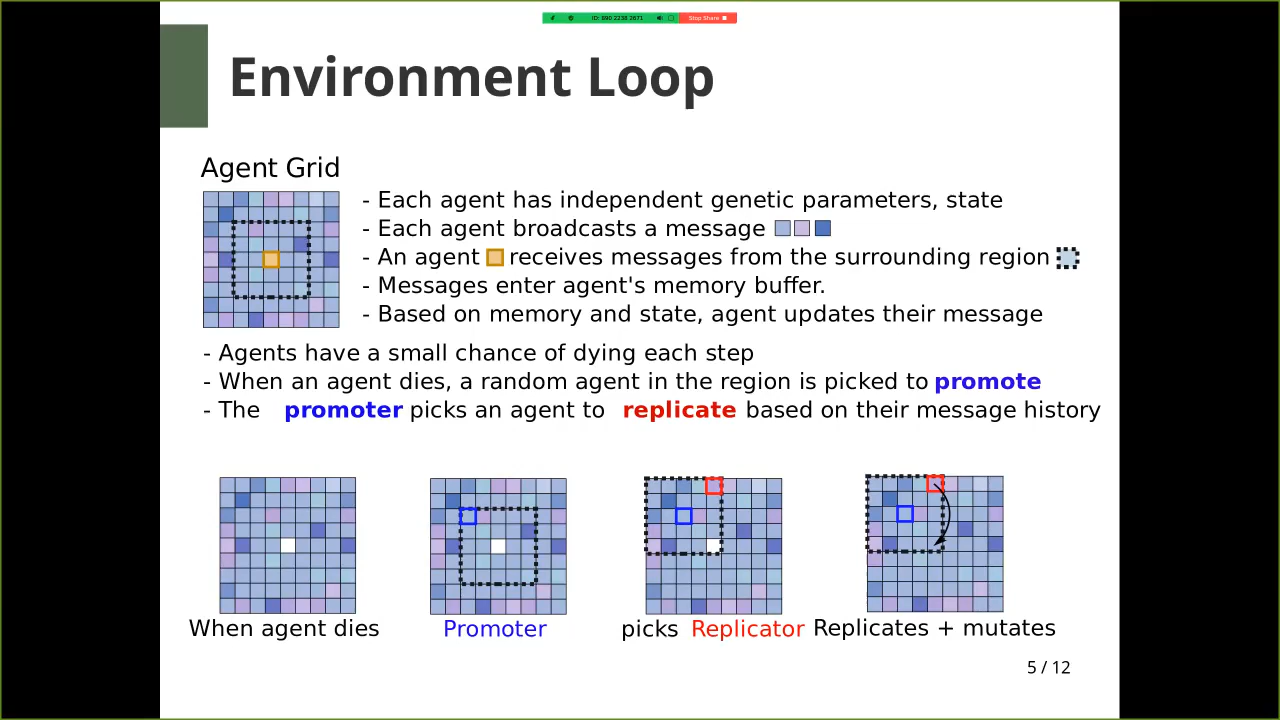 ID: 890 2238 2671 Stop Share
Environment Loop
Agent Grid
- Each agent has independent genetic parameters, state
- Each agent broadcasts a message
- An agent receives messages from the surrounding region
- Messages enter agent's memory buffer.
- Based on memory and state, agent updates their message
- Agents have a small chance of dying each step
- When an agent dies, a random agent in the region is picked to promote
- The promoter picks an agent to replicate based on their message history
When agent dies Promoter picks Replicator Replicates + mutates
5 / 12